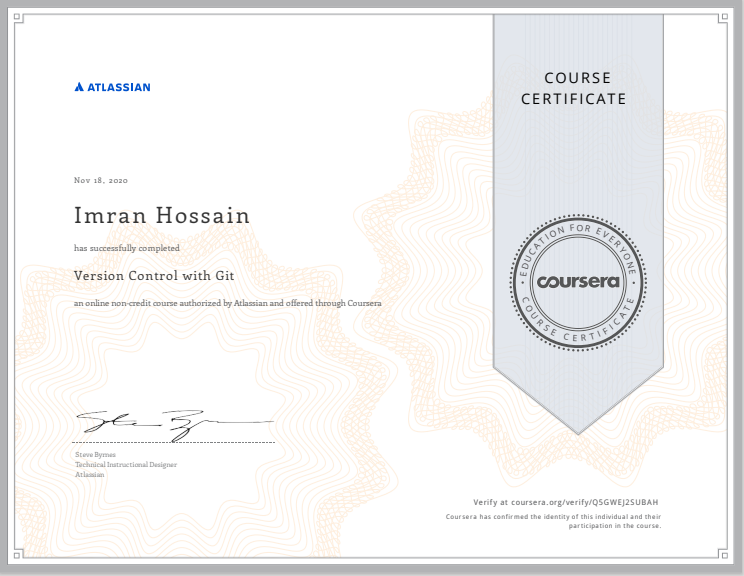 ATLASSIAN
COURSE
CERTIFICATE
Nov 18, 2020
Imran Hossain
has successfully completed
Version Control with Git
an online non-credit course authorized by Atlassian and offered through Coursera
EDUCATION FOR EVERYONE
coursera
COURSE CERTIFICATE
Steve Byrnes
Technical Instructional Designer
Atlassian
Verify at coursera.org/verify/Q5GWEJ2SUBAH
Coursera has confirmed the identity of this individual and their
participation in the course.